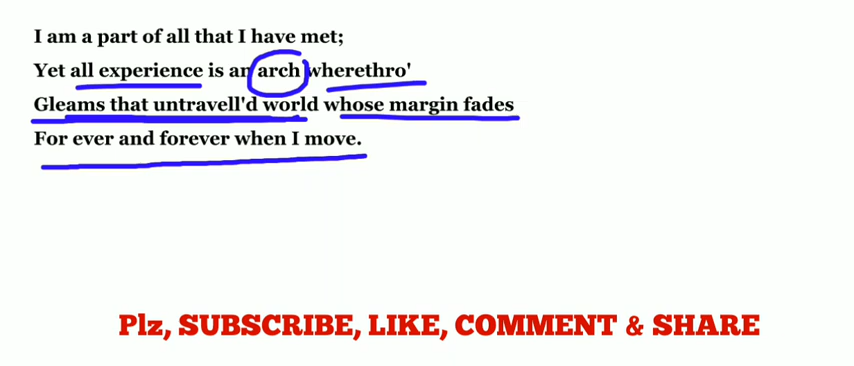 I am a part of all that I have met;
Yet all experience is an arch wherethro'
Gleams that untravell'd world whose margin fades
For ever and forever when I move.
Plz, SUBSCRIBE, LIKE, COMMENT & SHARE